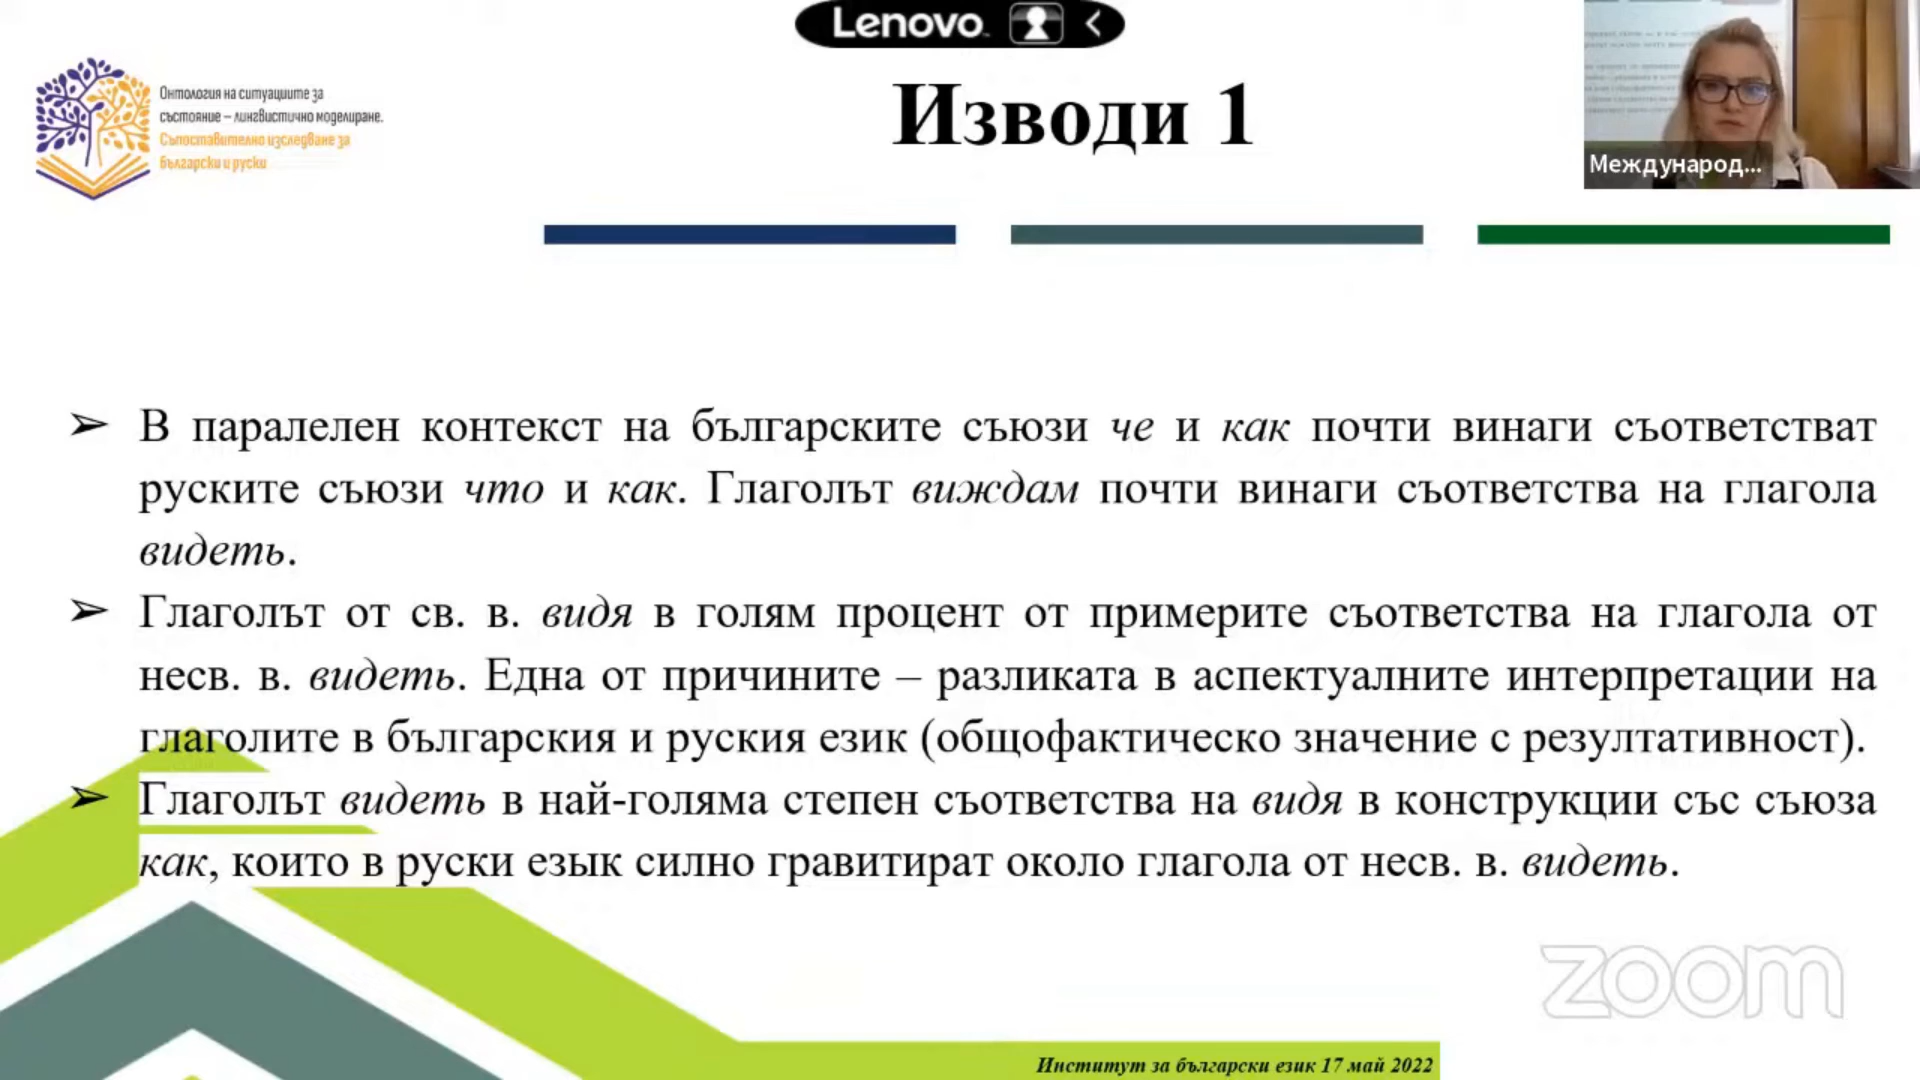 Lenovo
Онтология на ситуациите за
състояние – лингвистично моделиране.
Съпоставително изследване за
български и руски
Изводи 1
Международ...
➢ В паралелен контекст на българските съюзи че и как почти винаги съответстват
руските съюзи что и как. Глаголът виждам почти винаги съответства на глагола
видеть.
➢ Глаголът от св. в. видя в голям процент от примерите съответства на глагола от
несв. в. видеть. Една от причините – разликата в аспектуалните интерпретации на
глаголите в българския и руския език (общофактическо значение с резултативност).
➢ Глаголът видеть в най-голяма степен съответства на видя в конструкции със съюза
как, които в руски езык силно гравитират около глагола от несв. в. видеть.
zoom
Институт за български език 17 май 2022